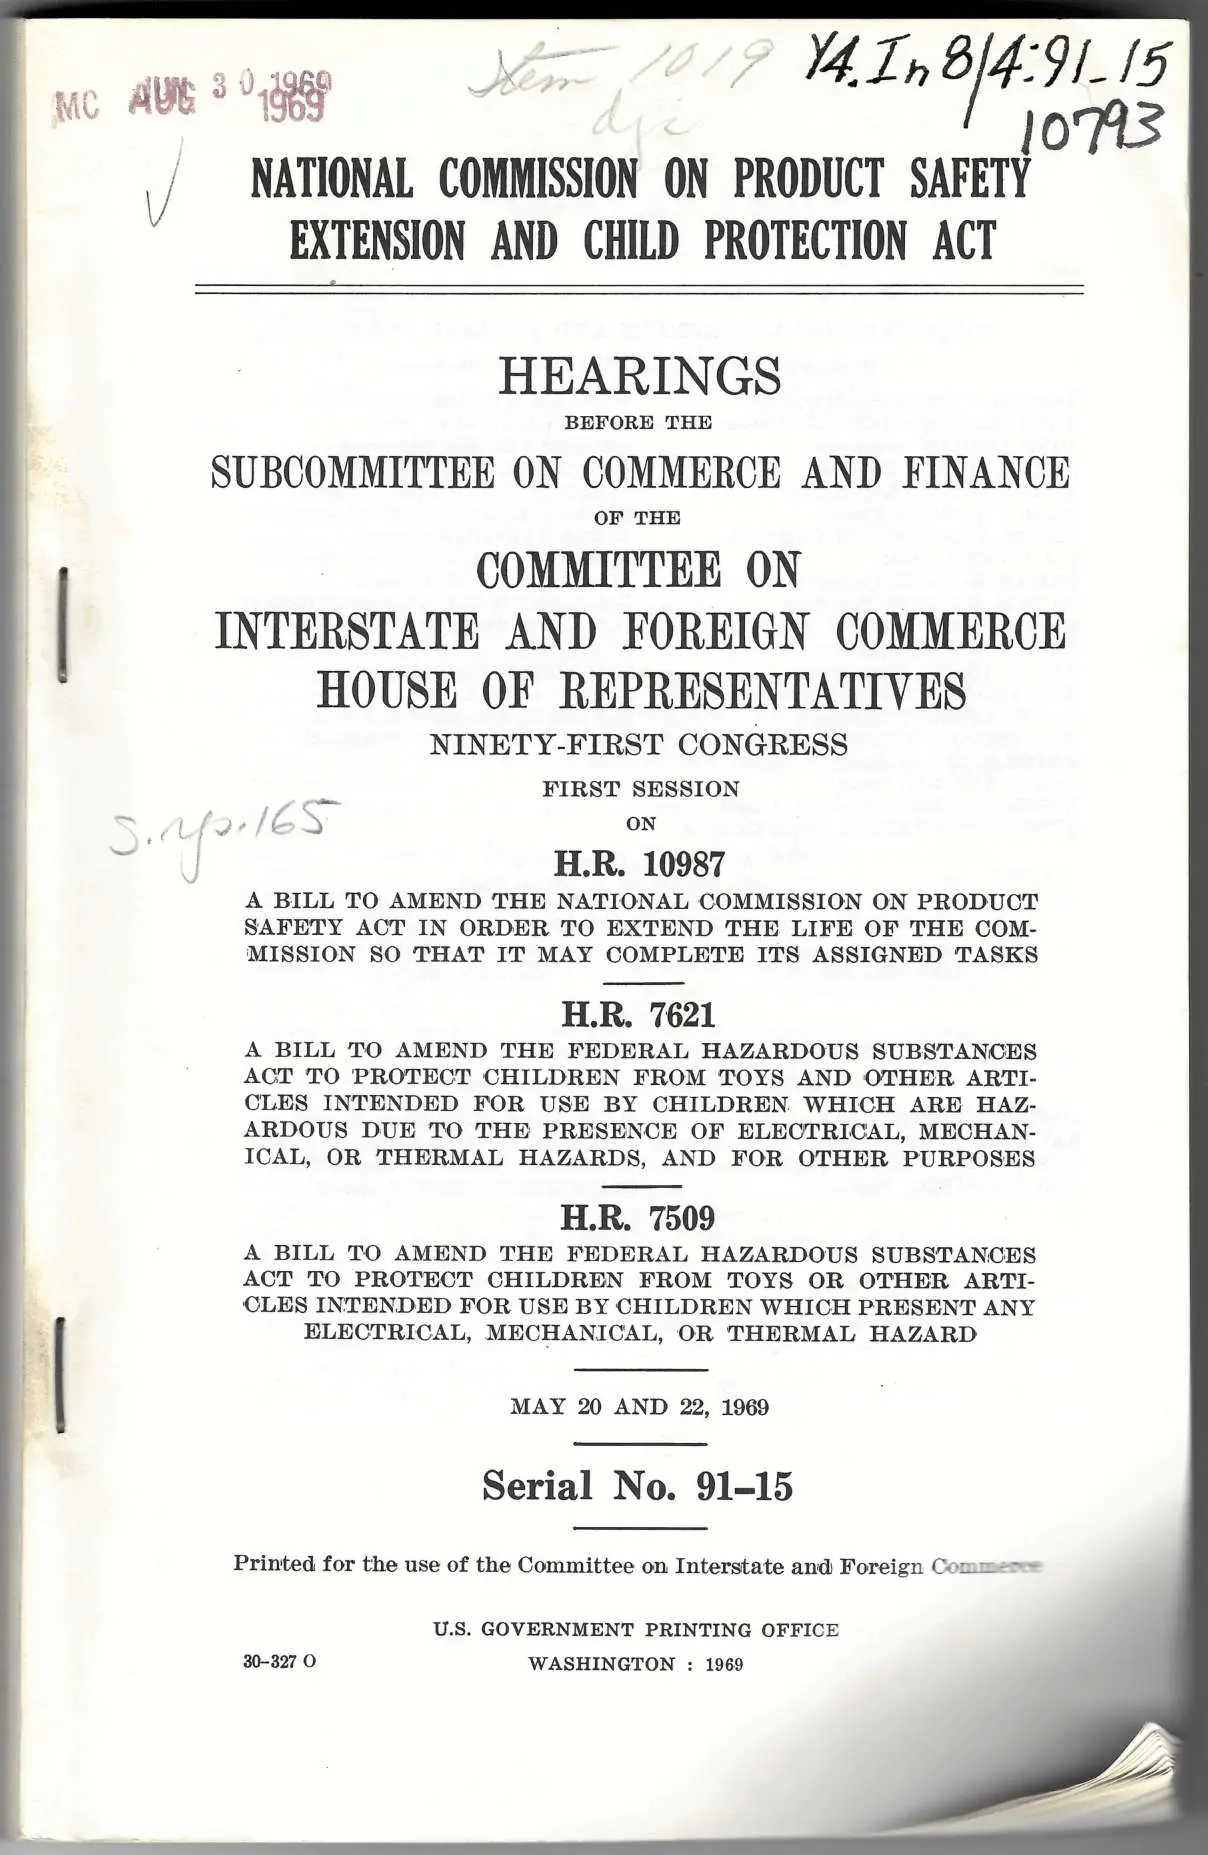 MC AUG 30 1969
1969
Item 1019
Y4.In8/4:91-15
10793
NATIONAL COMMISSION ON PRODUCT SAFETY
EXTENSION AND CHILD PROTECTION ACT
HEARINGS
BEFORE THE
SUBCOMMITTEE ON COMMERCE AND FINANCE
OF THE
COMMITTEE ON
INTERSTATE AND FOREIGN COMMERCE
HOUSE OF REPRESENTATIVES
NINETY-FIRST CONGRESS
FIRST SESSION
ON
165
H.R. 10987
A BILL TO AMEND THE NATIONAL COMMISSION ON PRODUCT
SAFETY ACT IN ORDER TO EXTEND THE LIFE OF THE COM-
MISSION SO THAT IT MAY COMPLETE ITS ASSIGNED TASKS
H.R. 7621
A BILL TO AMEND THE FEDERAL HAZARDOUS SUBSTANCES
ACT TO PROTECT CHILDREN FROM TOYS AND OTHER ARTI-
CLES INTENDED FOR USE BY CHILDREN WHICH ARE HAZ-
ARDOUS DUE TO THE PRESENCE OF ELECTRICAL, MECHAN-
ICAL, OR THERMAL HAZARDS, AND FOR OTHER PURPOSES
H.R. 7509
A BILL TO AMEND THE FEDERAL HAZARDOUS SUBSTANCES
ACT TO PROTECT CHILDREN FROM TOYS OR OTHER ARTI-
CLES INTENDED FOR USE BY CHILDREN WHICH PRESENT ANY
ELECTRICAL, MECHANICAL, OR THERMAL HAZARD
MAY 20 AND 22, 1969
Serial No. 91–15
Printed for the use of the Committee on Interstate and Foreign Commerce
U.S. GOVERNMENT PRINTING OFFICE
30–327 O WASHINGTON : 1969